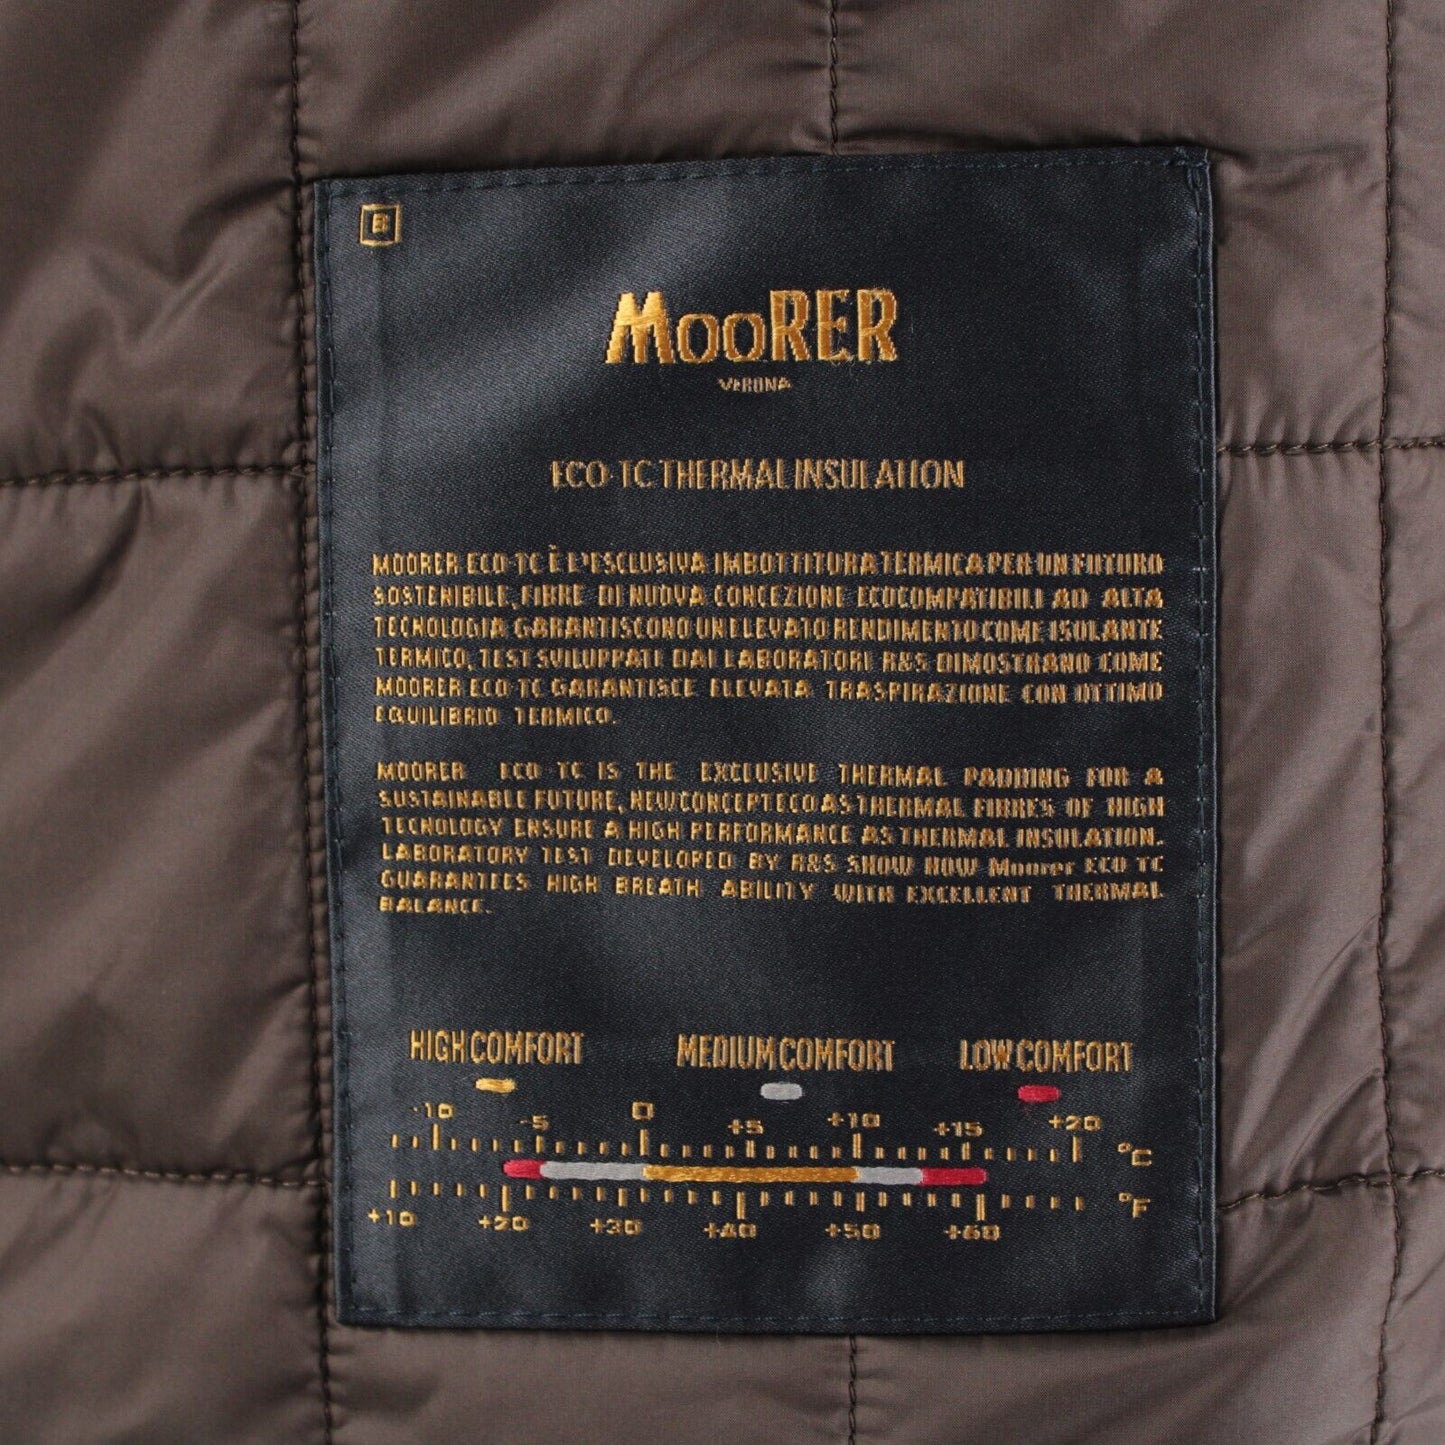 B
MooRER
VERONA
ECO-TC THERMAL INSULATION
MOORER ECO-TC È L'ESCLUSIVA IMBOTTITURA TERMICA PER UN FUTURO
SOSTENIBILE, FIBRE DI NUOVA CONCEZIONE ECOCOMPATIBILI AD ALTA
TECNOLOGIA GARANTISCONO UN ELEVATO RENDIMENTO COME ISOLANTE
TERMICO, TEST SVILUPPATE DAI LABORATORI R&S DIMOSTRANO COME
MOORER ECO-TC GARANTISCE ELEVATA TRASPIRAZIONE CON OTTIMO
EQUILIBRIO TERMICO.
MOORER ECO-TC IS THE EXCLUSIVE THERMAL PADDING FOR A
SUSTAINABLE FUTURE, NEW CONCEPT ECO AS THERMAL FIBRES OF HIGH
TECNOLOGY ENSURE A HIGH PERFORMANCE AS THERMAL INSULATION.
LABORATORY TEST DEVELOPED BY R&S SHOW HOW Moorer ECO TC
GUARANTEES HIGH BREATH ABILITY WITH EXCELLENT THERMAL
BALANCE.
HIGH COMFORT MEDIUM COMFORT LOW COMFORT
-10 -5 0 +5 +10 +15 +20 °C
+10 +20 +30 +40 +50 +60 °F